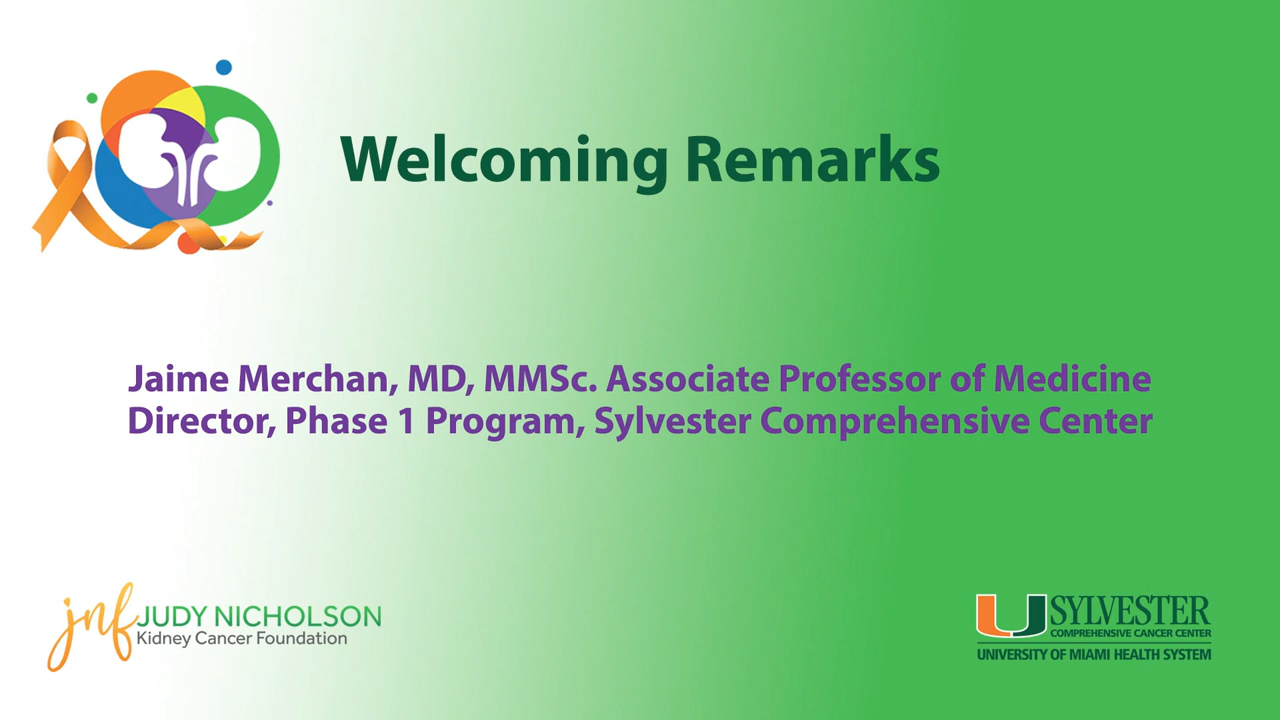 Welcoming Remarks
Jaime Merchan, MD, MMSc. Associate Professor of Medicine
Director, Phase 1 Program, Sylvester Comprehensive Center
jnf JUDY NICHOLSON
Kidney Cancer Foundation
U SYLVESTER
COMPREHENSIVE CANCER CENTER
UNIVERSITY OF MIAMI HEALTH SYSTEM